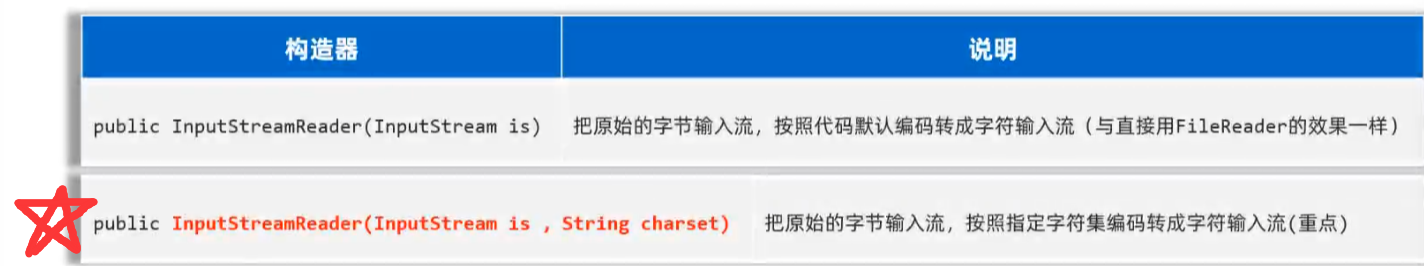 构造器 说明
public InputStreamReader(InputStream is) 把原始的字节输入流，按照代码默认编码转成字符输入流（与直接用FileReader的效果一样）
public InputStreamReader(InputStream is , String charset) 把原始的字节输入流，按照指定字符集编码转成字符输入流(重点)